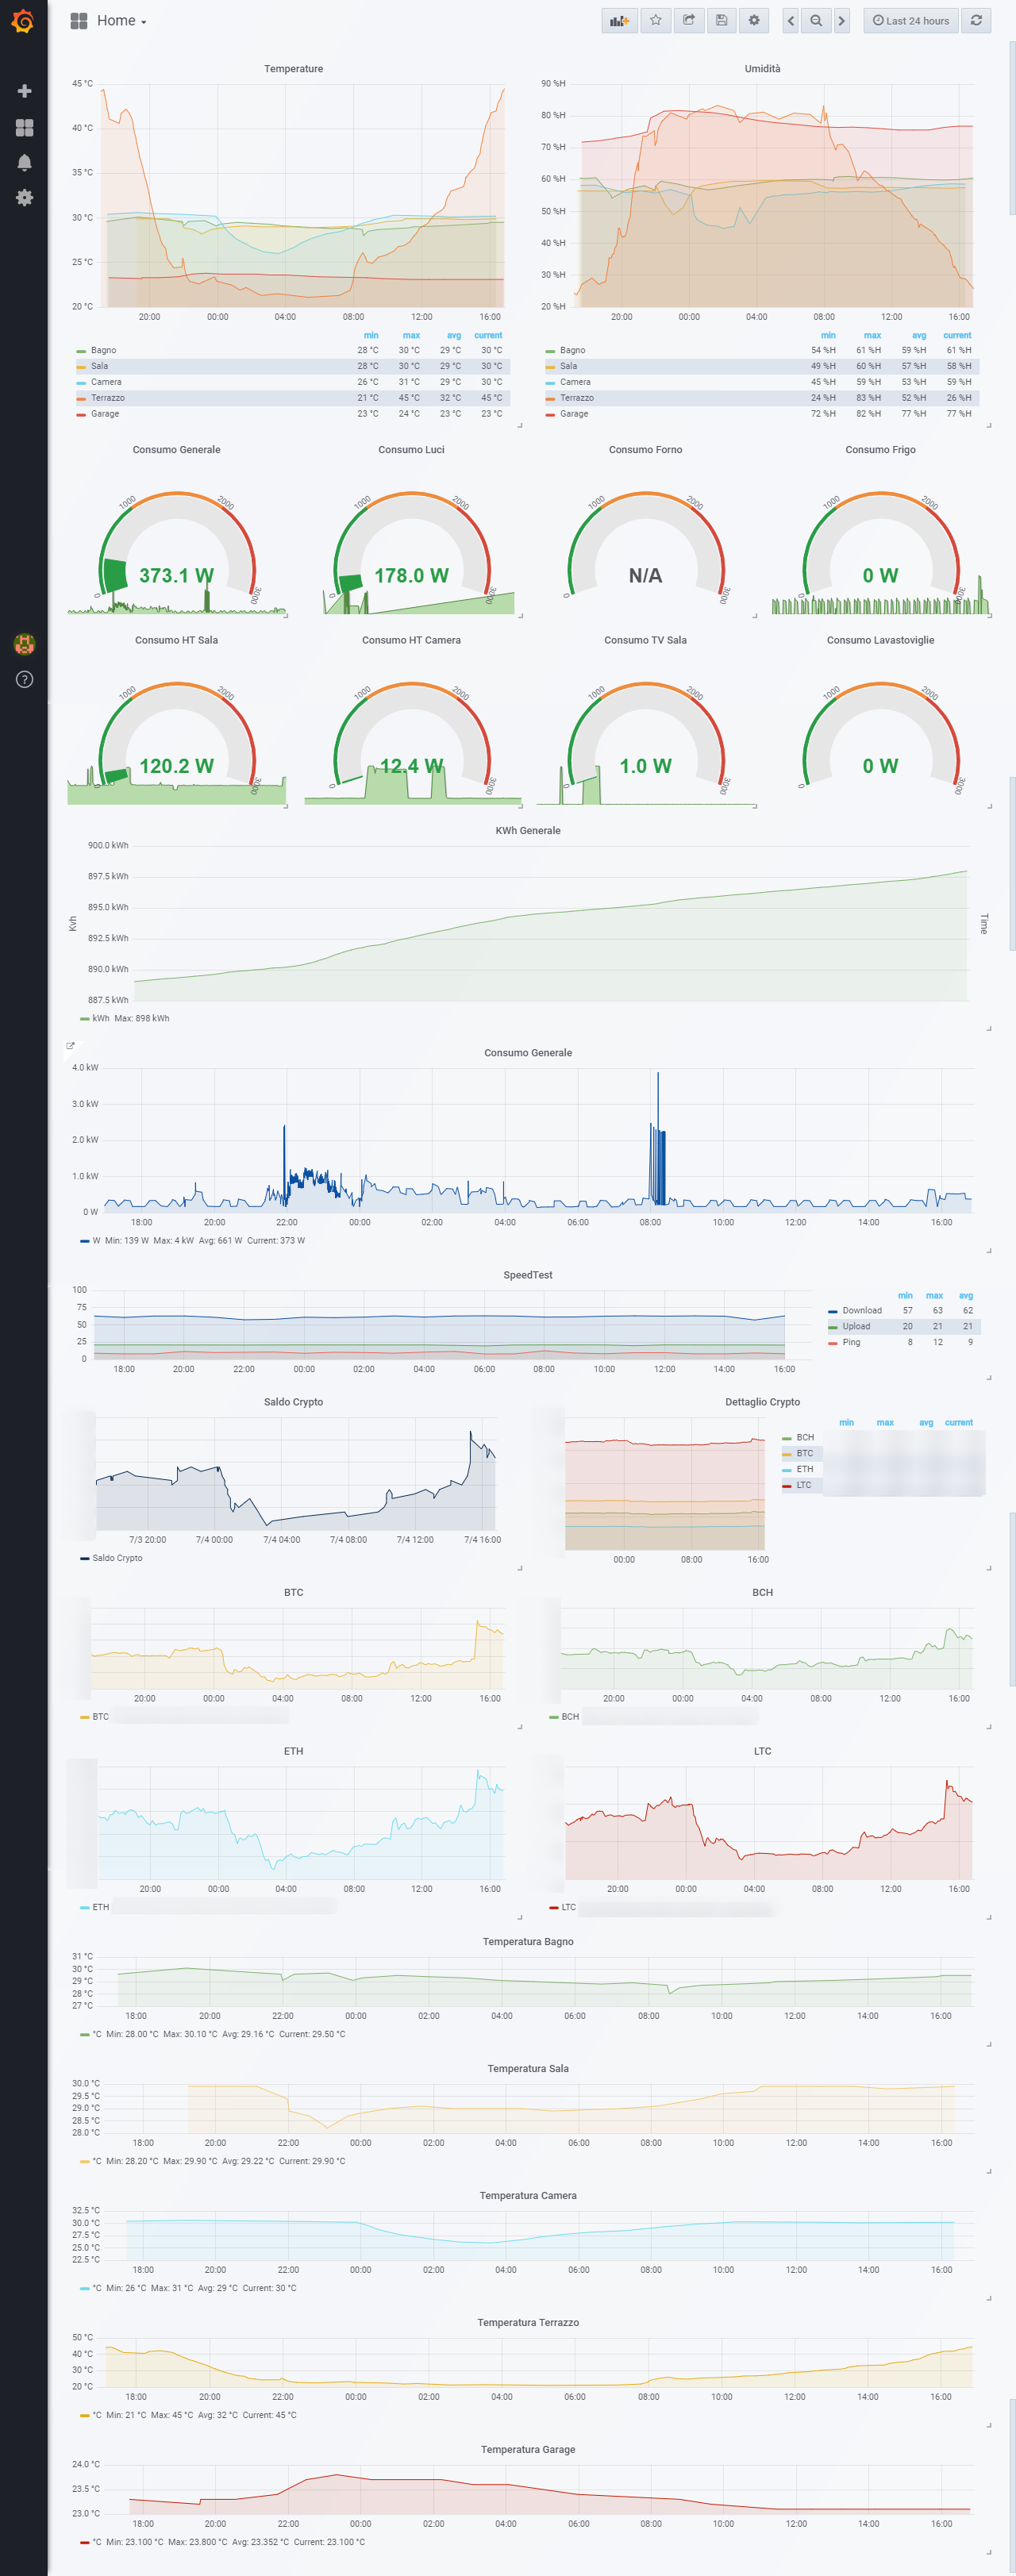 Home
Last 24 hours
Temperature
45 °C
40 °C
35 °C
30 °C
25 °C
20 °C
20:00 00:00 04:00 08:00 12:00 16:00
min max avg current
Bagno 28 °C 30 °C 29 °C 30 °C
Sala 28 °C 30 °C 29 °C 30 °C
Camera 26 °C 31 °C 29 °C 30 °C
Terrazzo 21 °C 45 °C 32 °C 45 °C
Garage 23 °C 24 °C 23 °C 23 °C
Umidità
90 %H
80 %H
70 %H
60 %H
50 %H
40 %H
30 %H
20 %H
20:00 00:00 04:00 08:00 12:00 16:00
min max avg current
Bagno 54 %H 61 %H 59 %H 61 %H
Sala 49 %H 60 %H 57 %H 58 %H
Camera 45 %H 59 %H 53 %H 59 %H
Terrazzo 24 %H 83 %H 52 %H 26 %H
Garage 72 %H 82 %H 77 %H 77 %H
Consumo Generale
0 1000 2000 3000
373.1 W
Consumo Luci
0 1000 2000 3000
178.0 W
Consumo Forno
0 1000 2000 3000
N/A
Consumo Frigo
0 1000 2000 3000
0 W
Consumo HT Sala
0 1000 2000 3000
120.2 W
Consumo HT Camera
0 1000 2000 3000
12.4 W
Consumo TV Sala
0 1000 2000 3000
1.0 W
Consumo Lavastoviglie
0 1000 2000 3000
0 W
KWh Generale
900.0 kWh
897.5 kWh
895.0 kWh
892.5 kWh
890.0 kWh
887.5 kWh
Kvh
Time
kWh Max: 898 kWh
Consumo Generale
4.0 kW
3.0 kW
2.0 kW
1.0 kW
0 W
18:00 20:00 22:00 00:00 02:00 04:00 06:00 08:00 10:00 12:00 14:00 16:00
W Min: 139 W Max: 4 kW Avg: 661 W Current: 373 W
SpeedTest
100
75
50
25
0
18:00 20:00 22:00 00:00 02:00 04:00 06:00 08:00 10:00 12:00 14:00 16:00
min max avg
Download 57 63 62
Upload 20 21 21
Ping 8 12 9
Saldo Crypto
7/3 20:00 7/4 00:00 7/4 04:00 7/4 08:00 7/4 12:00 7/4 16:00
Saldo Crypto
Dettaglio Crypto
00:00 08:00 16:00
min max avg current
BCH
BTC
ETH
LTC
BTC
20:00 00:00 04:00 08:00 12:00 16:00
BTC
BCH
20:00 00:00 04:00 08:00 12:00 16:00
BCH
ETH
20:00 00:00 04:00 08:00 12:00 16:00
ETH
LTC
20:00 00:00 04:00 08:00 12:00 16:00
LTC
Temperatura Bagno
31 °C
30 °C
29 °C
28 °C
27 °C
18:00 20:00 22:00 00:00 02:00 04:00 06:00 08:00 10:00 12:00 14:00 16:00
°C Min: 28.00 °C Max: 30.10 °C Avg: 29.16 °C Current: 29.50 °C
Temperatura Sala
30.0 °C
29.5 °C
29.0 °C
28.5 °C
28.0 °C
18:00 20:00 22:00 00:00 02:00 04:00 06:00 08:00 10:00 12:00 14:00 16:00
°C Min: 28.20 °C Max: 29.90 °C Avg: 29.22 °C Current: 29.90 °C
Temperatura Camera
32.5 °C
30.0 °C
27.5 °C
25.0 °C
22.5 °C
18:00 20:00 22:00 00:00 02:00 04:00 06:00 08:00 10:00 12:00 14:00 16:00
°C Min: 26 °C Max: 31 °C Avg: 29 °C Current: 30 °C
Temperatura Terrazzo
50 °C
40 °C
30 °C
20 °C
18:00 20:00 22:00 00:00 02:00 04:00 06:00 08:00 10:00 12:00 14:00 16:00
°C Min: 21 °C Max: 45 °C Avg: 32 °C Current: 45 °C
Temperatura Garage
24.0 °C
23.5 °C
23.0 °C
18:00 20:00 22:00 00:00 02:00 04:00 06:00 08:00 10:00 12:00 14:00 16:00
°C Min: 23.100 °C Max: 23.800 °C Avg: 23.352 °C Current: 23.100 °C